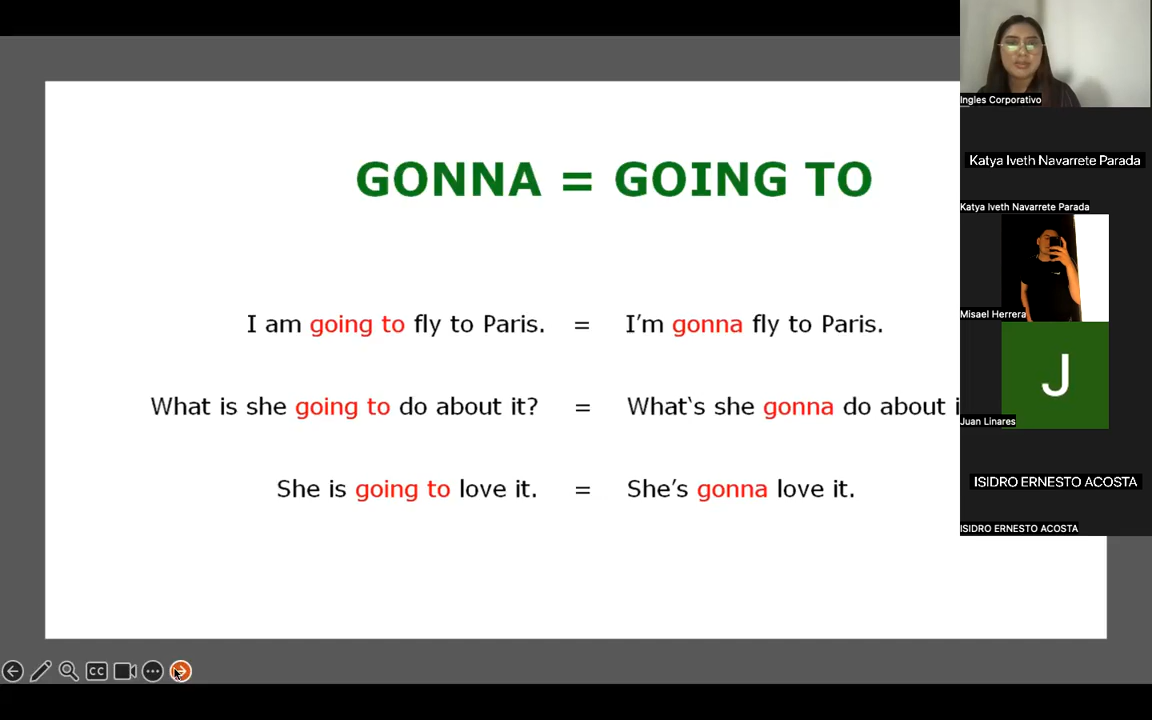 GONNA = GOING TO
I am going to fly to Paris. = I'm gonna fly to Paris.
What is she going to do about it? = What's she gonna do about i
She is going to love it. = She's gonna love it.
Ingles Corporativo
Katya Iveth Navarrete Parada
Katya Iveth Navarrete Parada
Misael Herrera
J
Juan Linares
ISIDRO ERNESTO ACOSTA
ISIDRO ERNESTO ACOSTA
CC